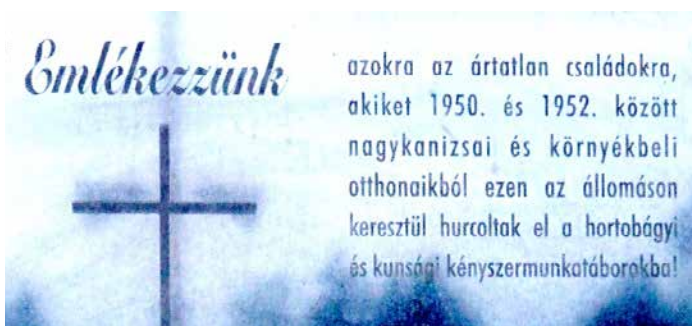 Emlékezzünk
azokra az ártatlan családokra,
akiket 1950. és 1952. között
nagykanizsai és környékbeli
otthonaikból ezen az állomáson
keresztül hurcoltak el a hortobágyi
és kunsági kényszermunkatáborokba!